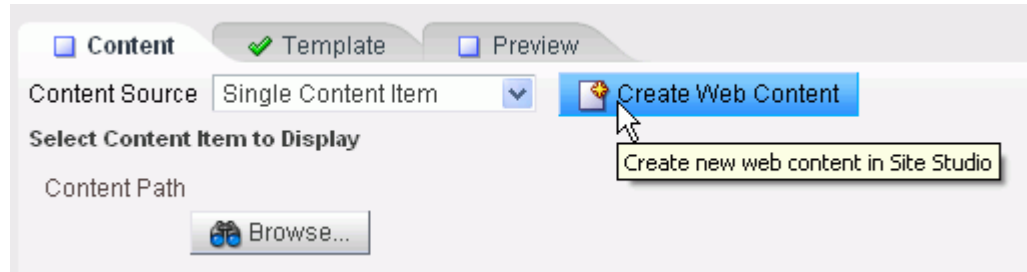 Content Template Preview
Content Source Single Content Item Create Web Content
Select Content Item to Display
Create new web content in Site Studio
Content Path
Browse...